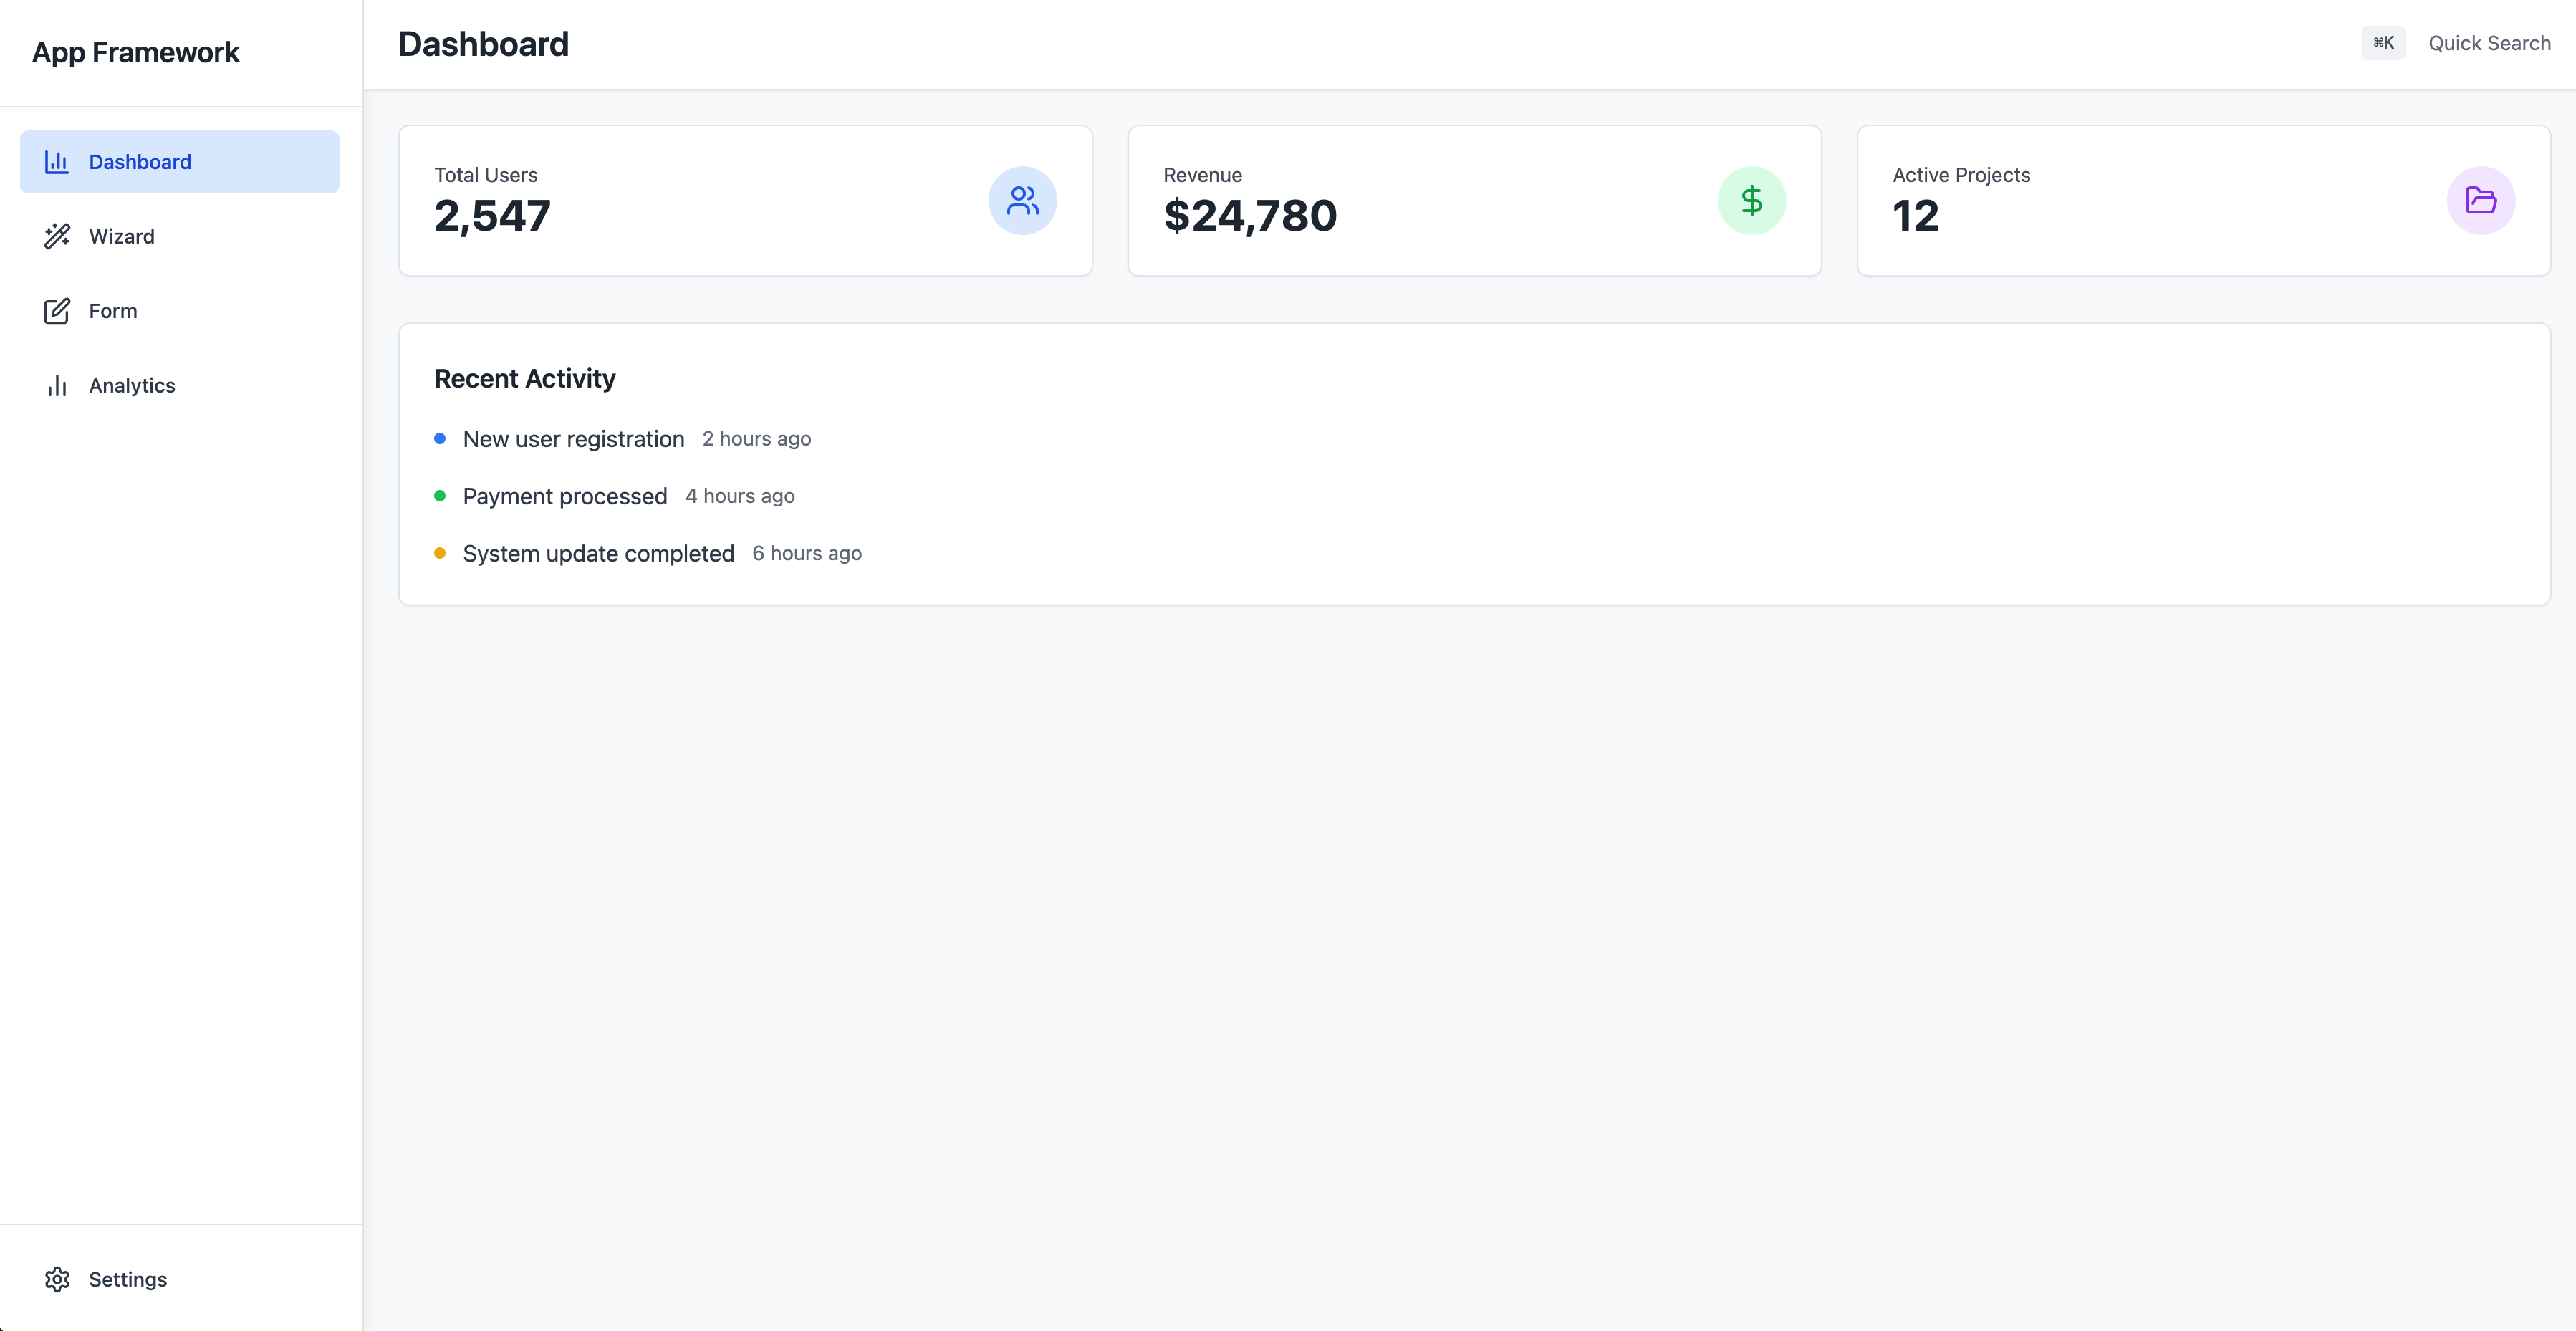 App Framework
Dashboard
Wizard
Form
Analytics
Settings
Dashboard
⌘K Quick Search
Total Users
2,547
Revenue
$24,780
Active Projects
12
Recent Activity
New user registration 2 hours ago
Payment processed 4 hours ago
System update completed 6 hours ago